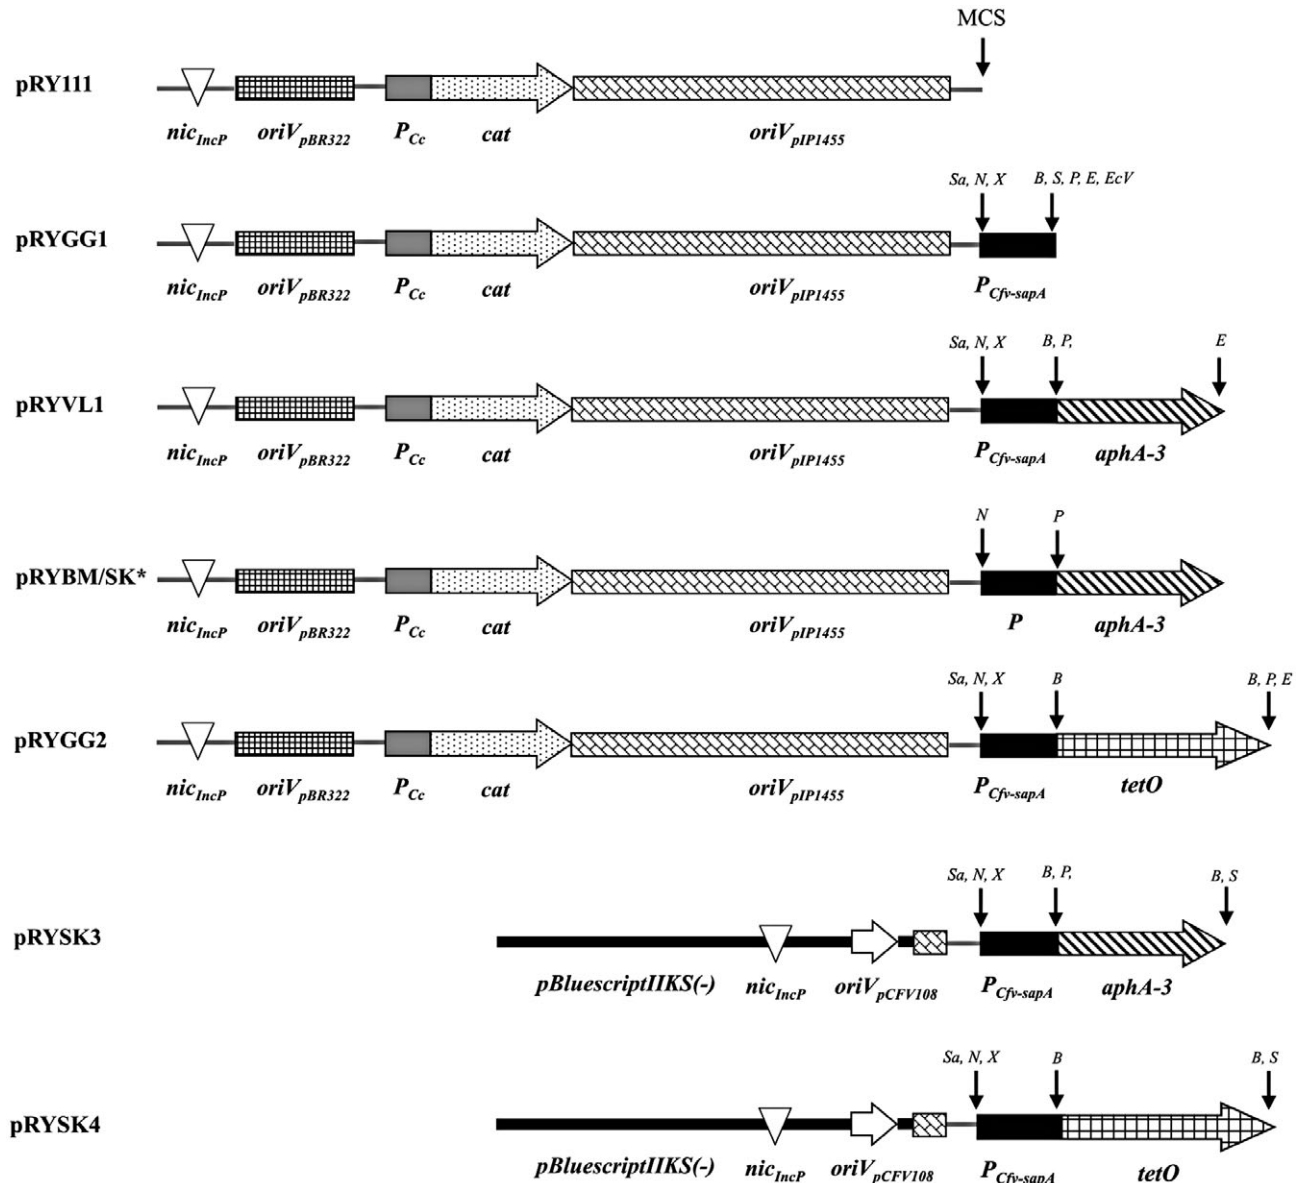 MCS
pRY111
nicIncP oriVpBR322 PCc cat oriVpIP1455
Sa, N, X B, S, P, E, EcV
pRYGG1
nicIncP oriVpBR322 PCc cat oriVpIP1455 PCfv-sapA
Sa, N, X B, P, E
pRYVL1
nicIncP oriVpBR322 PCc cat oriVpIP1455 PCfv-sapA aphA-3
N P
pRYBM/SK*
nicIncP oriVpBR322 PCc cat oriVpIP1455 P aphA-3
Sa, N, X B B, P, E
pRYGG2
nicIncP oriVpBR322 PCc cat oriVpIP1455 PCfv-sapA tetO
Sa, N, X B, P, B, S
pRYSK3
pBluescriptIIKS(-) nicIncP oriVpCFV108 PCfv-sapA aphA-3
Sa, N, X B B, S
pRYSK4
pBluescriptIIKS(-) nicIncP oriVpCFV108 PCfv-sapA tetO